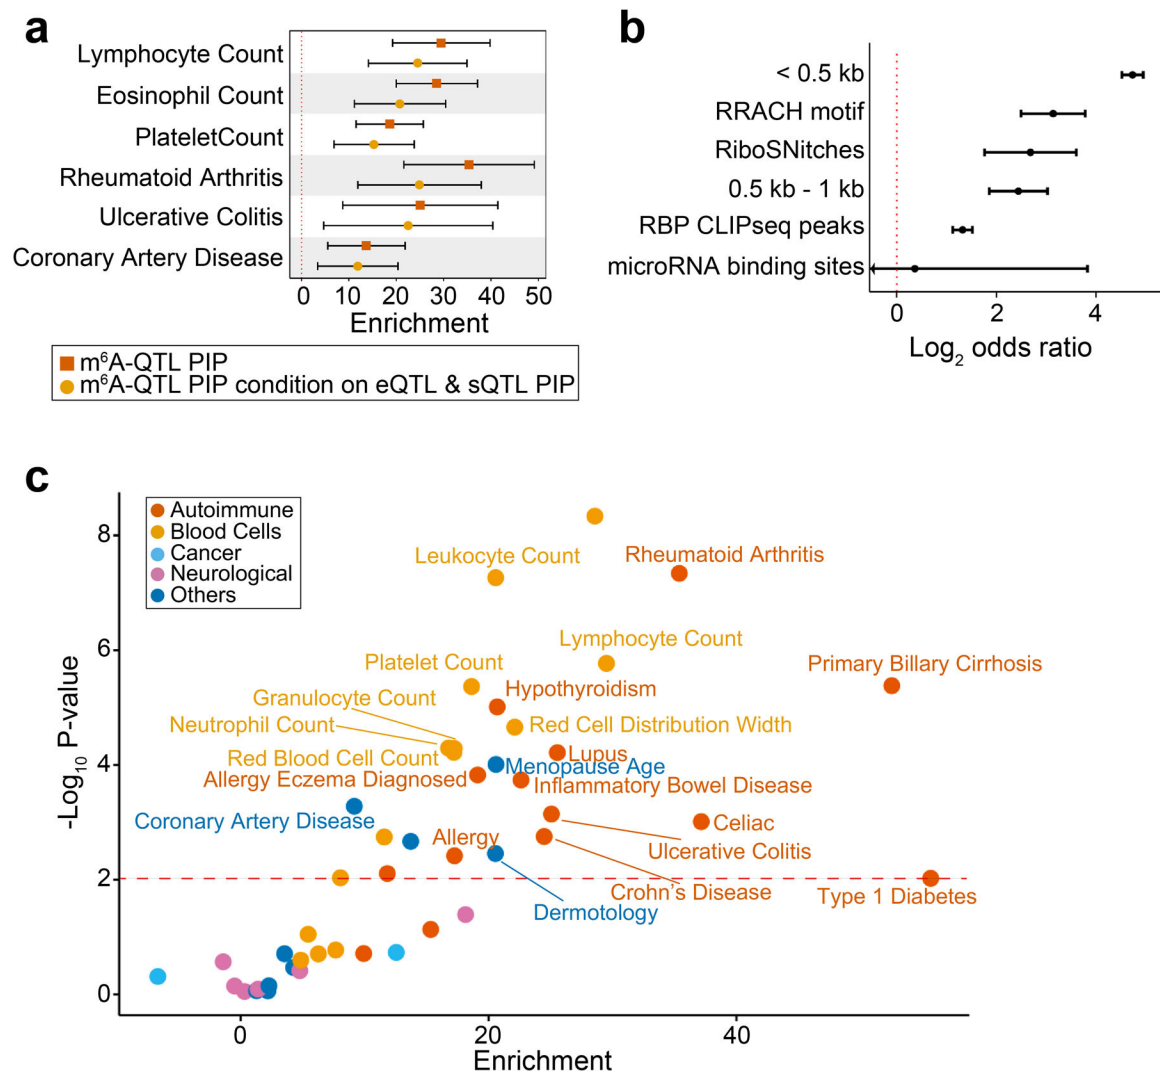 a
Lymphocyte Count
Eosinophil Count
PlateletCount
Rheumatoid Arthritis
Ulcerative Colitis
Coronary Artery Disease
0 10 20 30 40 50
Enrichment
m⁶A-QTL PIP
m⁶A-QTL PIP condition on eQTL & sQTL PIP
b
< 0.5 kb
RRACH motif
RiboSNitches
0.5 kb - 1 kb
RBP CLIPseq peaks
microRNA binding sites
0 2 4
Log₂ odds ratio
c
Autoimmune
Blood Cells
Cancer
Neurological
Others
-Log₁₀ P-value
8
6
4
2
0
Leukocyte Count
Rheumatoid Arthritis
Lymphocyte Count
Platelet Count
Primary Billary Cirrhosis
Hypothyroidism
Granulocyte Count
Neutrophil Count
Red Cell Distribution Width
Red Blood Cell Count
Lupus
Menopause Age
Allergy Eczema Diagnosed
Inflammatory Bowel Disease
Coronary Artery Disease
Celiac
Allergy
Ulcerative Colitis
Crohn's Disease
Type 1 Diabetes
Dermotology
0 20 40
Enrichment